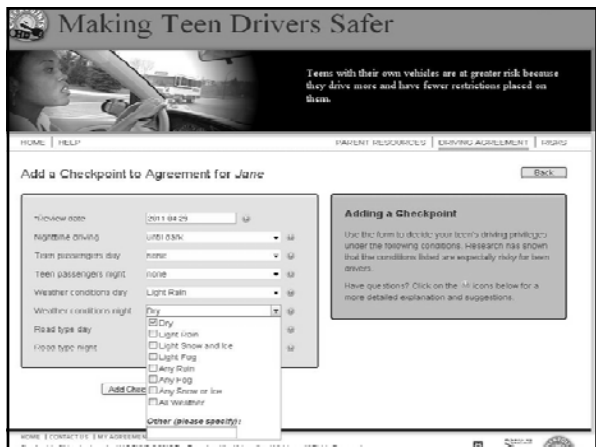 Making Teen Drivers Safer
Teens with their own vehicles are at greater risk because
they drive more and have fewer restrictions placed on
them.
HOME | HELP
PARENT RESOURCES | DRIVING AGREEMENT | RISKS
Add a Checkpoint to Agreement for Jane
Back
*Review date 2011-04-29
Nighttime driving until dark
Teen passengers day none
Teen passengers night none
Weather conditions day Light Rain
Weather conditions night Dry
Road type day
Road type night
Dry
Light Rain
Light Snow and Ice
Light Fog
Any Rain
Any Fog
Any Snow or Ice
All Weather
Other (please specify):
Add Chec
Adding a Checkpoint
Use the form to decide your teen's driving privileges
under the following conditions. Research has shown
that the conditions listed are especially risky for teen
drivers.
Have questions? Click on the icons below for a
more detailed explanation and suggestions.
HOME | CONTACT US | MY AGREEMEN